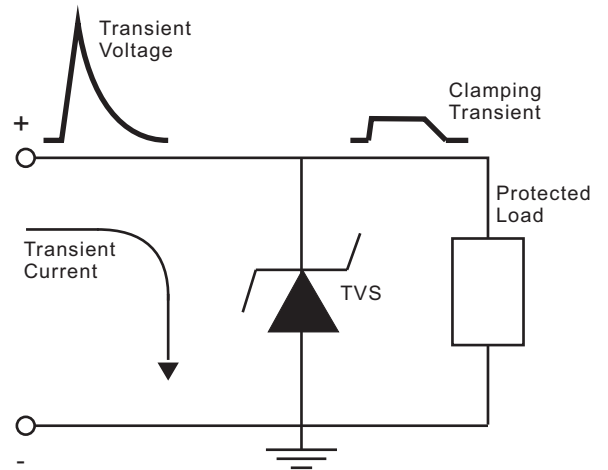 Transient
Voltage
Clamping
Transient
+
Protected
Load
Transient
Current
TVS
-